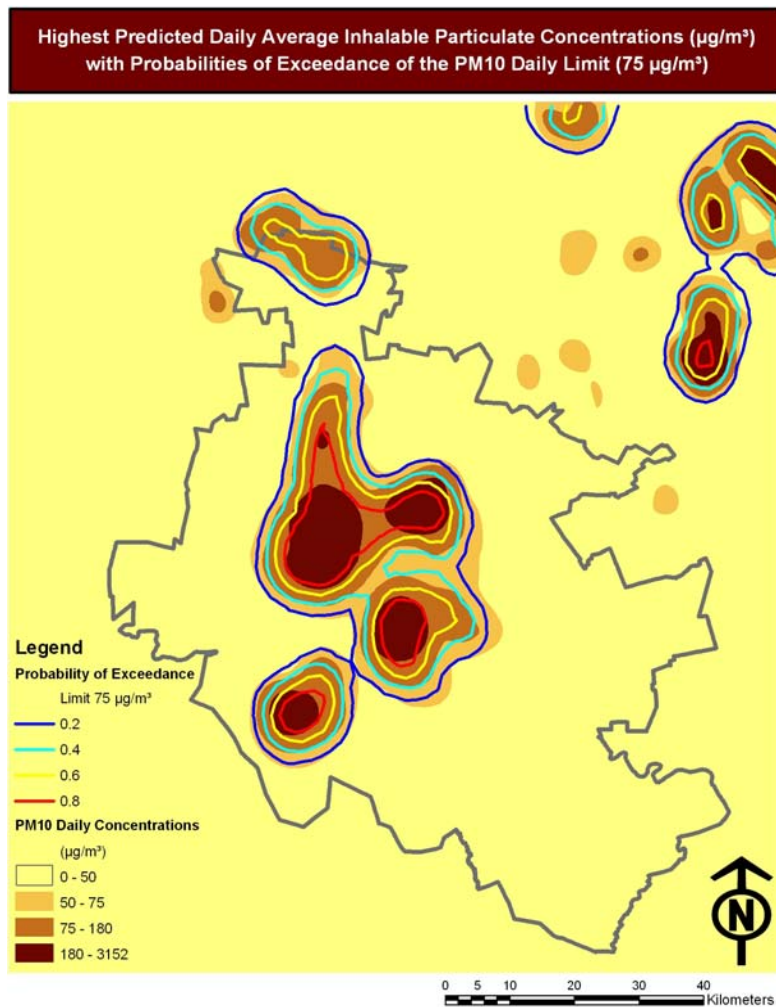 Highest Predicted Daily Average Inhalable Particulate Concentrations (µg/m³)
with Probabilities of Exceedance of the PM10 Daily Limit (75 µg/m³)
Legend
Probability of Exceedance
Limit 75 µg/m³
0.2
0.4
0.6
0.8
PM10 Daily Concentrations
(µg/m³)
0 - 50
50 - 75
75 - 180
180 - 3152
N
0 5 10 20 30 40
Kilometers